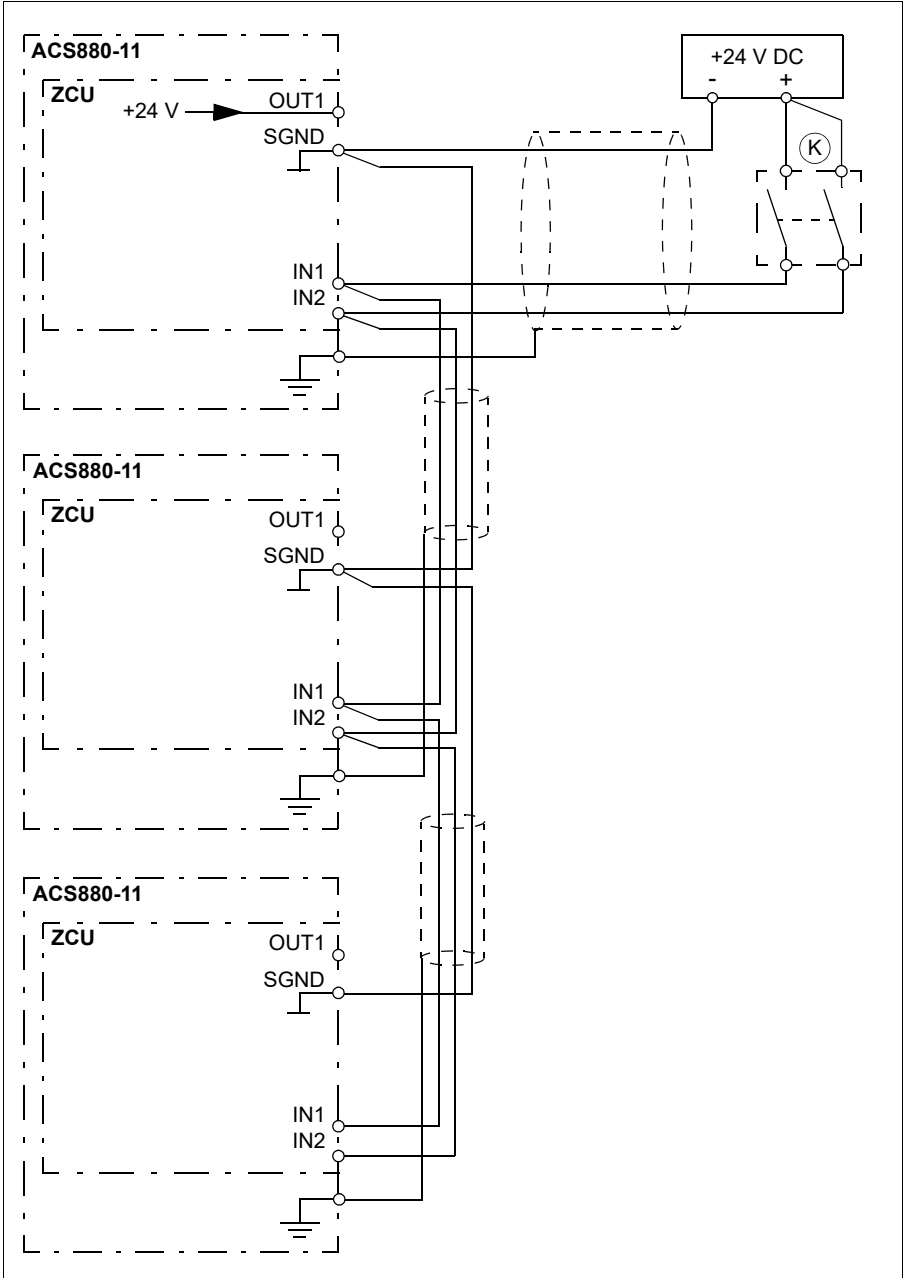 ACS880-11
ZCU
+24 V
OUT1
SGND
IN1
IN2
+24 V DC
- +
K
ACS880-11
ZCU
OUT1
SGND
IN1
IN2
ACS880-11
ZCU
OUT1
SGND
IN1
IN2